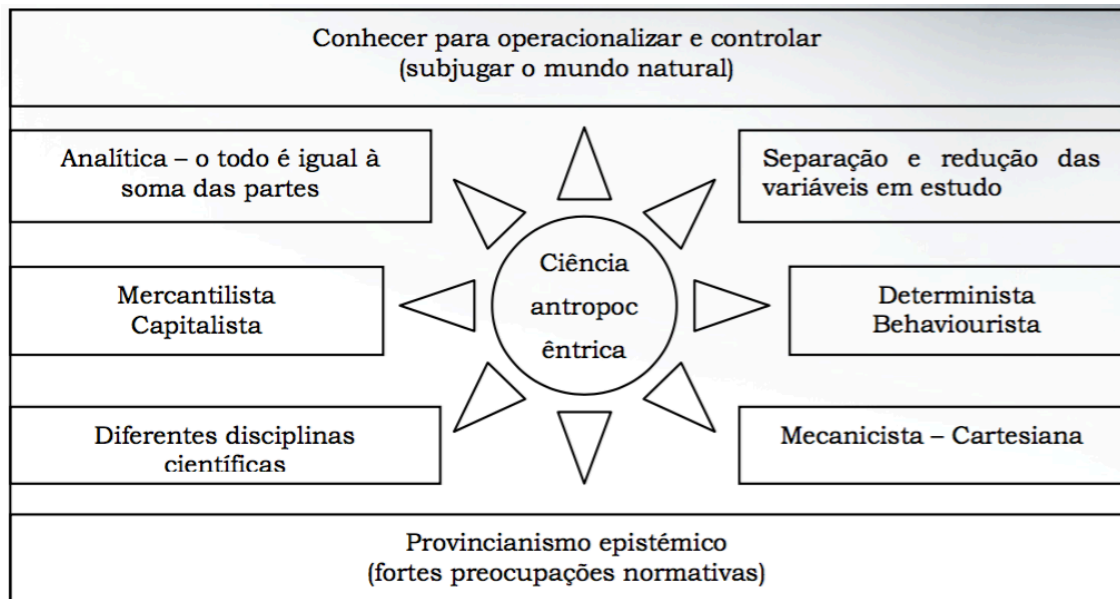 Conhecer para operacionalizar e controlar
(subjugar o mundo natural)
Analítica – o todo é igual à
soma das partes
Separação e redução das
variáveis em estudo
Ciência
antropoc
êntrica
Mercantilista
Capitalista
Determinista
Behaviourista
Diferentes disciplinas
científicas
Mecanicista – Cartesiana
Provincianismo epistémico
(fortes preocupações normativas)